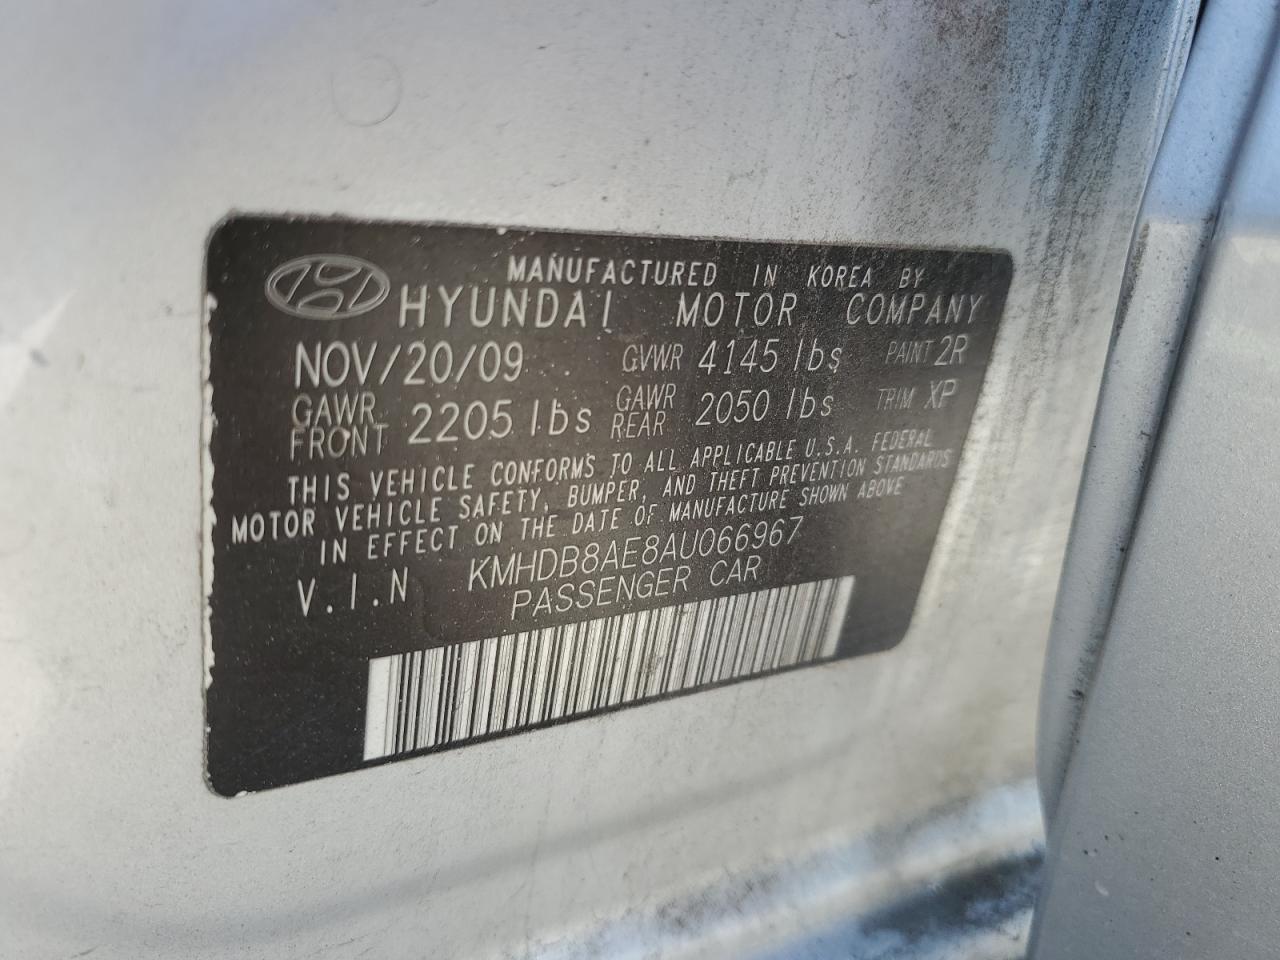 MANUFACTURED IN KOREA BY
HYUNDAI MOTOR COMPANY
NOV/20/09 GVWR 4145 lbs PAINT 2R
GAWR FRONT 2205 lbs GAWR REAR 2050 lbs TRIM XP
THIS VEHICLE CONFORMS TO ALL APPLICABLE U.S.A. FEDERAL
MOTOR VEHICLE SAFETY, BUMPER, AND THEFT PREVENTION STANDARDS
IN EFFECT ON THE DATE OF MANUFACTURE SHOWN ABOVE
V.I.N KMHDB8AE8AU066967
PASSENGER CAR